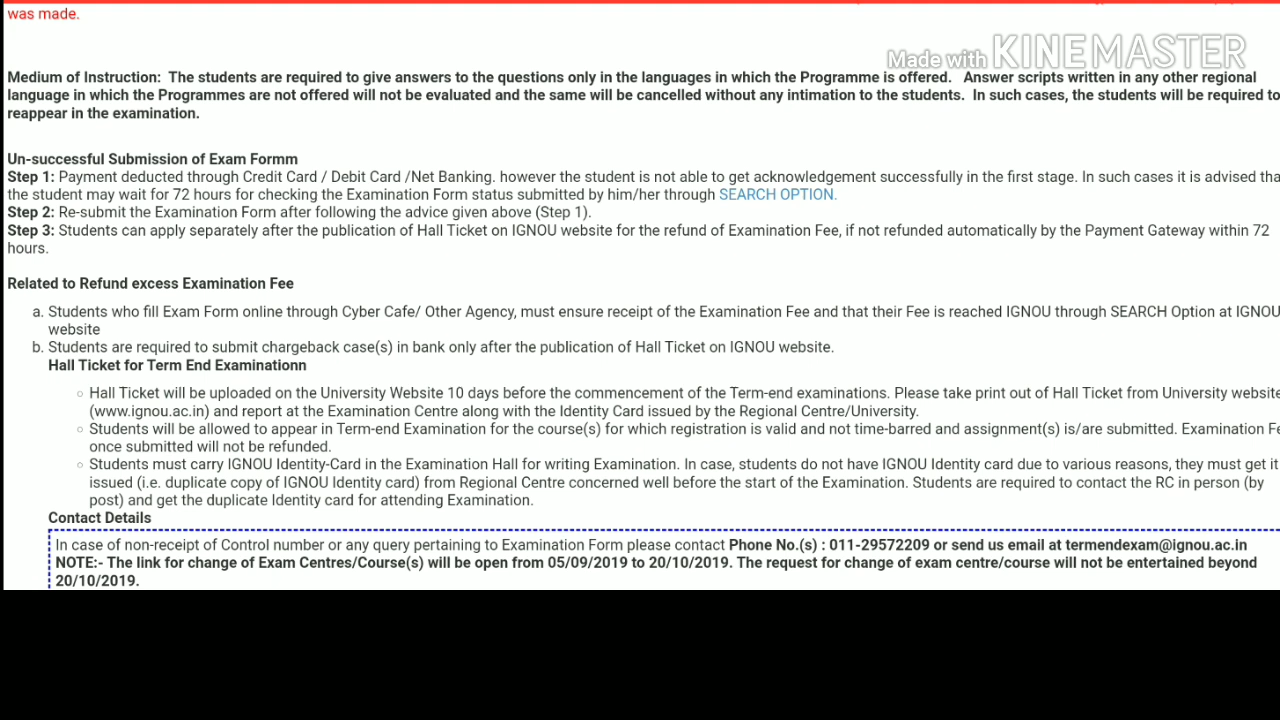 was made.
Made with KINEMASTER
Medium of Instruction: The students are required to give answers to the questions only in the languages in which the Programme is offered. Answer scripts written in any other regional
language in which the Programmes are not offered will not be evaluated and the same will be cancelled without any intimation to the students. In such cases, the students will be required to
reappear in the examination.
Un-successful Submission of Exam Formm
Step 1: Payment deducted through Credit Card / Debit Card /Net Banking. however the student is not able to get acknowledgement successfully in the first stage. In such cases it is advised tha
the student may wait for 72 hours for checking the Examination Form status submitted by him/her through SEARCH OPTION.
Step 2: Re-submit the Examination Form after following the advice given above (Step 1).
Step 3: Students can apply separately after the publication of Hall Ticket on IGNOU website for the refund of Examination Fee, if not refunded automatically by the Payment Gateway within 72
hours.
Related to Refund excess Examination Fee
a. Students who fill Exam Form online through Cyber Cafe/ Other Agency, must ensure receipt of the Examination Fee and that their Fee is reached IGNOU through SEARCH Option at IGNOU
website
b. Students are required to submit chargeback case(s) in bank only after the publication of Hall Ticket on IGNOU website.
Hall Ticket for Term End Examinationn
Hall Ticket will be uploaded on the University Website 10 days before the commencement of the Term-end examinations. Please take print out of Hall Ticket from University website
(www.ignou.ac.in) and report at the Examination Centre along with the Identity Card issued by the Regional Centre/University.
Students will be allowed to appear in Term-end Examination for the course(s) for which registration is valid and not time-barred and assignment(s) is/are submitted. Examination Fe
once submitted will not be refunded.
Students must carry IGNOU Identity-Card in the Examination Hall for writing Examination. In case, students do not have IGNOU Identity card due to various reasons, they must get it
issued (i.e. duplicate copy of IGNOU Identity card) from Regional Centre concerned well before the start of the Examination. Students are required to contact the RC in person (by
post) and get the duplicate Identity card for attending Examination.
Contact Details
In case of non-receipt of Control number or any query pertaining to Examination Form please contact Phone No.(s) : 011-29572209 or send us email at termendexam@ignou.ac.in
NOTE:- The link for change of Exam Centres/Course(s) will be open from 05/09/2019 to 20/10/2019. The request for change of exam centre/course will not be entertained beyond
20/10/2019.